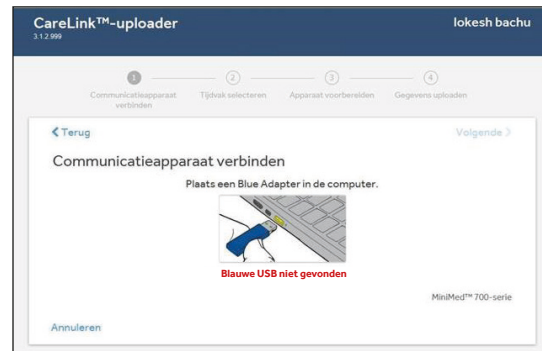 CareLink™-uploader
lokesh bachu
3.1.2.999
1
2
3
4
Communicatieapparaat
verbinden
Tijdvak selecteren
Apparaat voorbereiden
Gegevens uploaden
Terug
Volgende
Communicatieapparaat verbinden
Plaats een Blue Adapter in de computer.
Blauwe USB niet gevonden
MiniMed™ 700-serie
Annuleren